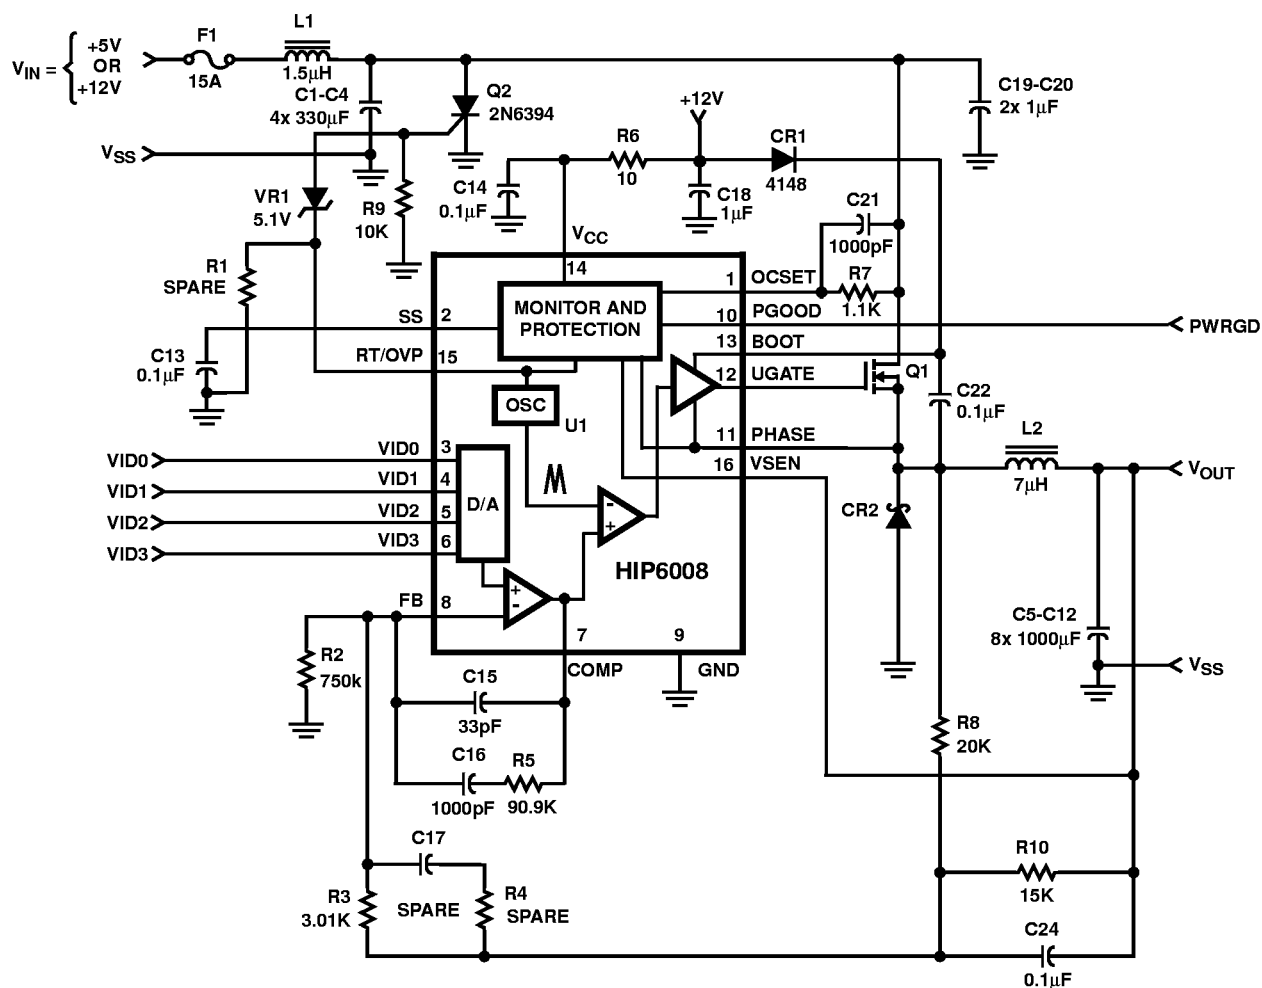 V_IN = +5V OR +12V
F1
15A
L1
1.5μH
C1-C4
4x 330μF
Q2
2N6394
V_SS
VR1
5.1V
R9
10K
R1
SPARE
C13
0.1μF
C14
0.1μF
R6
10
+12V
C18
1μF
CR1
4148
C19-C20
2x 1μF
C21
1000pF
R7
1.1K
V_CC
14
MONITOR AND
PROTECTION
SS
2
RT/OVP
15
1
OCSET
10
PGOOD
PWRGD
13
BOOT
12
UGATE
Q1
C22
0.1μF
OSC
U1
11
PHASE
16
VSEN
L2
7μH
V_OUT
CR2
VID0
VID0
3
VID1
VID1
4
VID2
VID2
5
VID3
VID3
6
D/A
-
+
HIP6008
+
-
FB
8
7
COMP
9
GND
C5-C12
8x 1000μF
V_SS
R2
750k
C15
33pF
C16
1000pF
R5
90.9K
R8
20K
C17
R3
3.01K
SPARE
R4
SPARE
R10
15K
C24
0.1μF